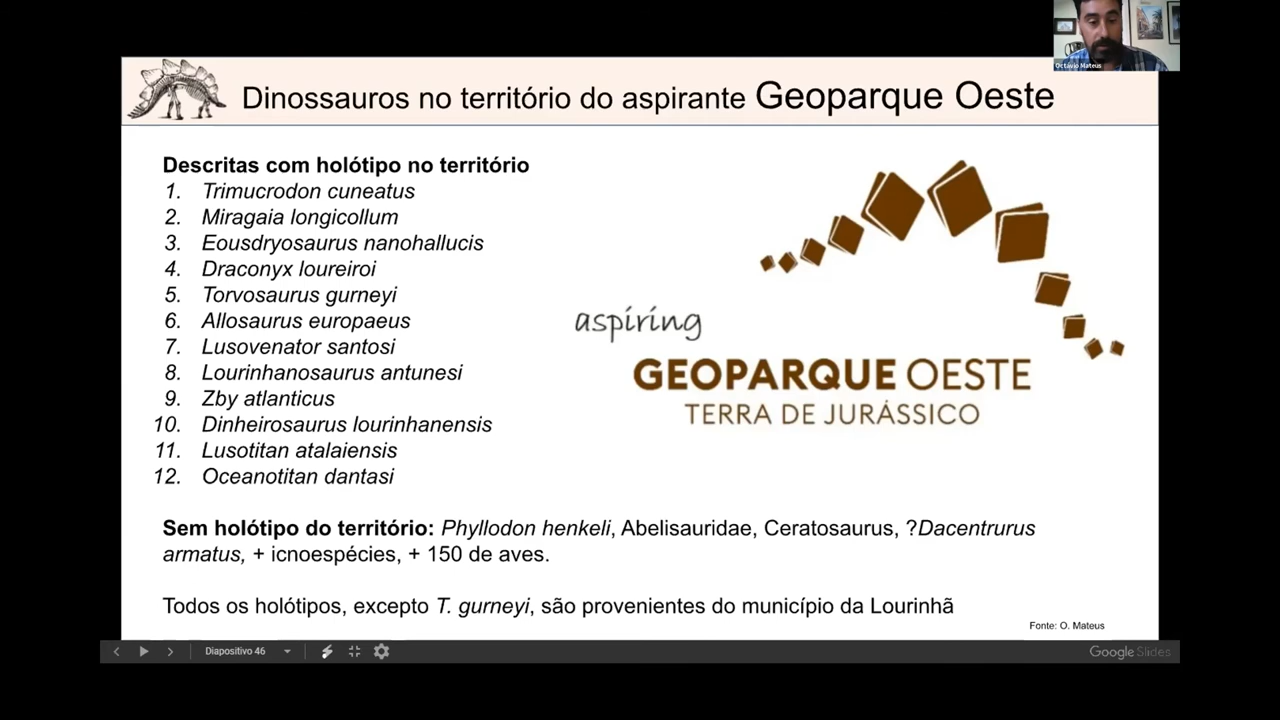 Octávio Mateus
Dinossauros no território do aspirante Geoparque Oeste
Descritas com holótipo no território
1. Trimucrodon cuneatus
2. Miragaia longicollum
3. Eousdryosaurus nanohallucis
4. Draconyx loureiroi
5. Torvosaurus gurneyi
6. Allosaurus europaeus
7. Lusovenator santosi
8. Lourinhanosaurus antunesi
9. Zby atlanticus
10. Dinheirosaurus lourinhanensis
11. Lusotitan atalaiensis
12. Oceanotitan dantasi
aspiring
GEOPARQUE OESTE
TERRA DE JURÁSSICO
Sem holótipo do território: Phyllodon henkeli, Abelisauridae, Ceratosaurus, ?Dacentrurus
armatus, + icnoespécies, + 150 de aves.
Todos os holótipos, excepto T. gurneyi, são provenientes do município da Lourinhã
Fonte: O. Mateus
Diapositivo 46
Google Slides